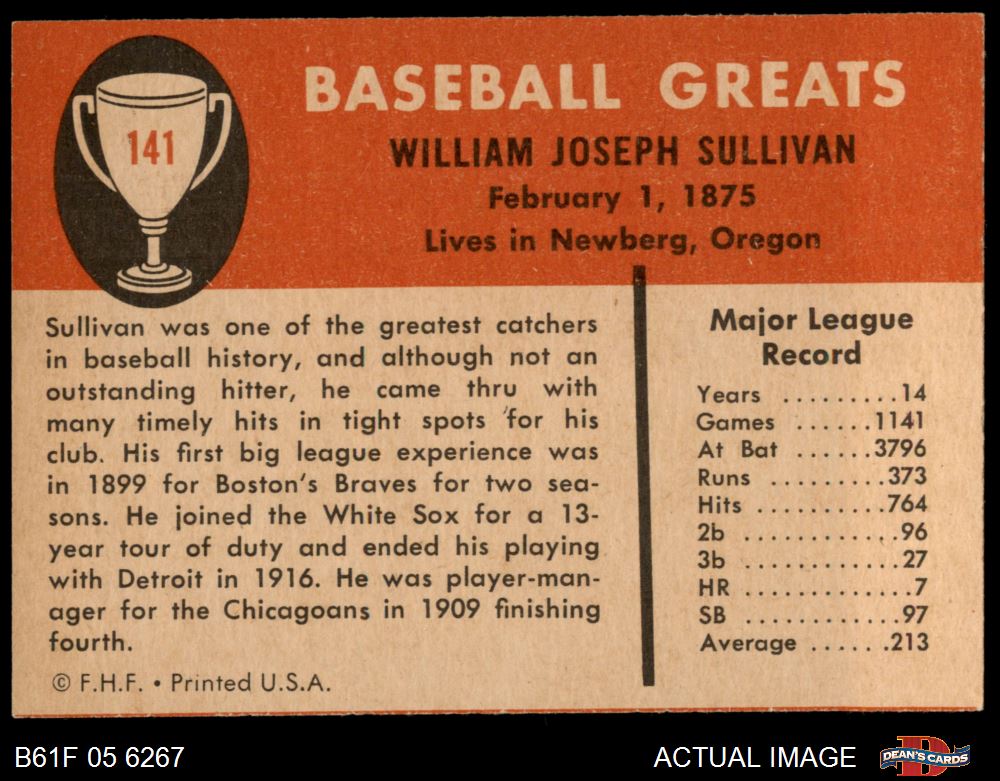 141
BASEBALL GREATS
WILLIAM JOSEPH SULLIVAN
February 1, 1875
Lives in Newberg, Oregon
Sullivan was one of the greatest catchers
in baseball history, and although not an
outstanding hitter, he came thru with
many timely hits in tight spots for his
club. His first big league experience was
in 1899 for Boston's Braves for two sea-
sons. He joined the White Sox for a 13-
year tour of duty and ended his playing
with Detroit in 1916. He was player-man-
ager for the Chicagoans in 1909 finishing
fourth.
© F.H.F. • Printed U.S.A.
Major League
Record
Years .........14
Games ......1141
At Bat ......3796
Runs .........373
Hits ..........764
2b ............96
3b ............27
HR .............7
SB ............97
Average .......213
B61F 05 6267
ACTUAL IMAGE
D
DEAN'S CARDS